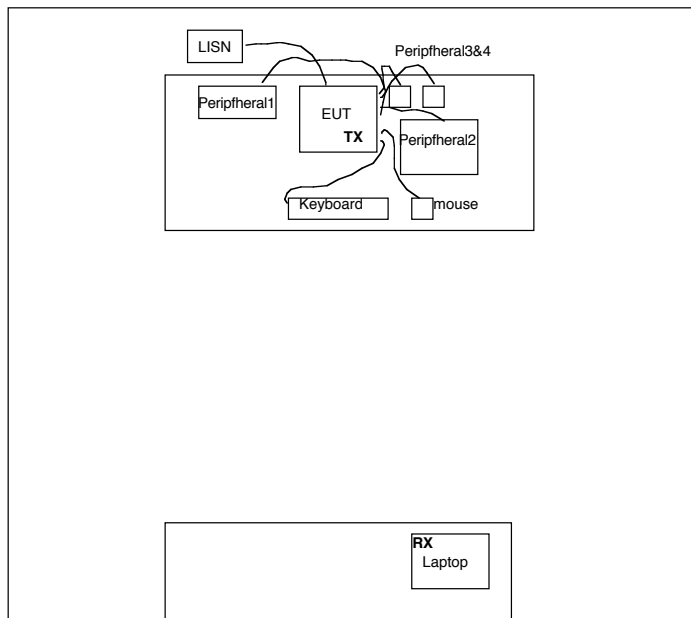 LISN
Peripfheral3&4
Peripfheral1
EUT
TX
Peripfheral2
Keyboard
mouse
RX
Laptop